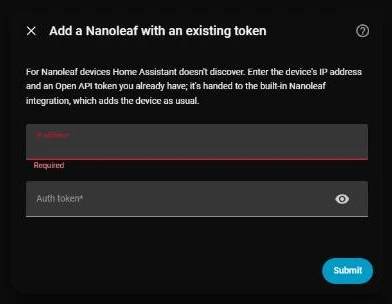 Add a Nanoleaf with an existing token
For Nanoleaf devices Home Assistant doesn't discover. Enter the device's IP address
and an Open API token you already have; it's handed to the built-in Nanoleaf
integration, which adds the device as usual.
IP address*
Required
Auth token*
Submit